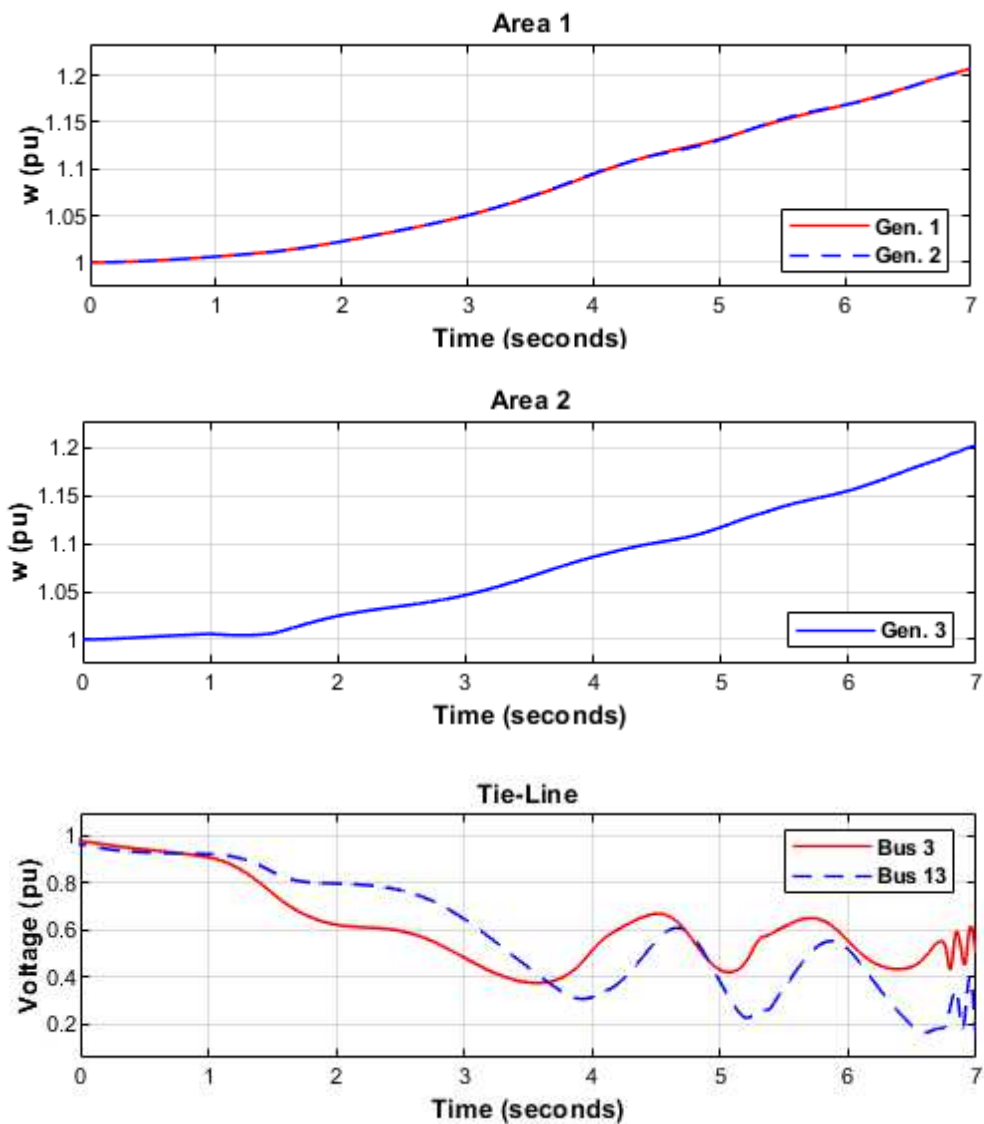 Area 1
w (pu)
1.2
1.15
1.1
1.05
1
Gen. 1
Gen. 2
0 1 2 3 4 5 6 7
Time (seconds)
Area 2
w (pu)
1.2
1.15
1.1
1.05
1
Gen. 3
0 1 2 3 4 5 6 7
Time (seconds)
Tie-Line
Voltage (pu)
1
0.8
0.6
0.4
0.2
Bus 3
Bus 13
0 1 2 3 4 5 6 7
Time (seconds)